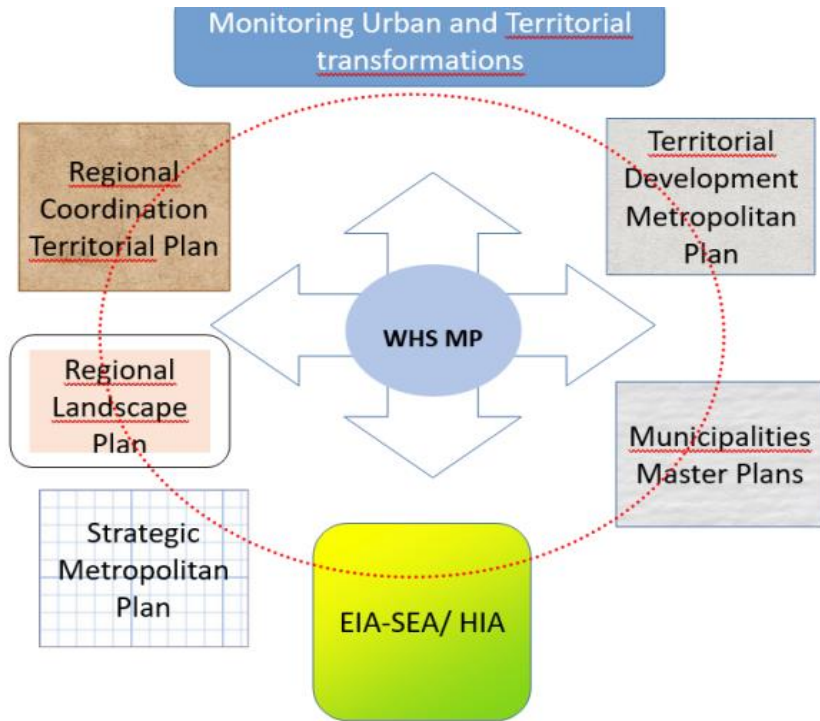 Monitoring Urban and Territorial
transformations
Regional
Coordination
Territorial Plan
Territorial
Development
Metropolitan
Plan
WHS MP
Regional
Landscape
Plan
Municipalities
Master Plans
Strategic
Metropolitan
Plan
EIA-SEA/ HIA